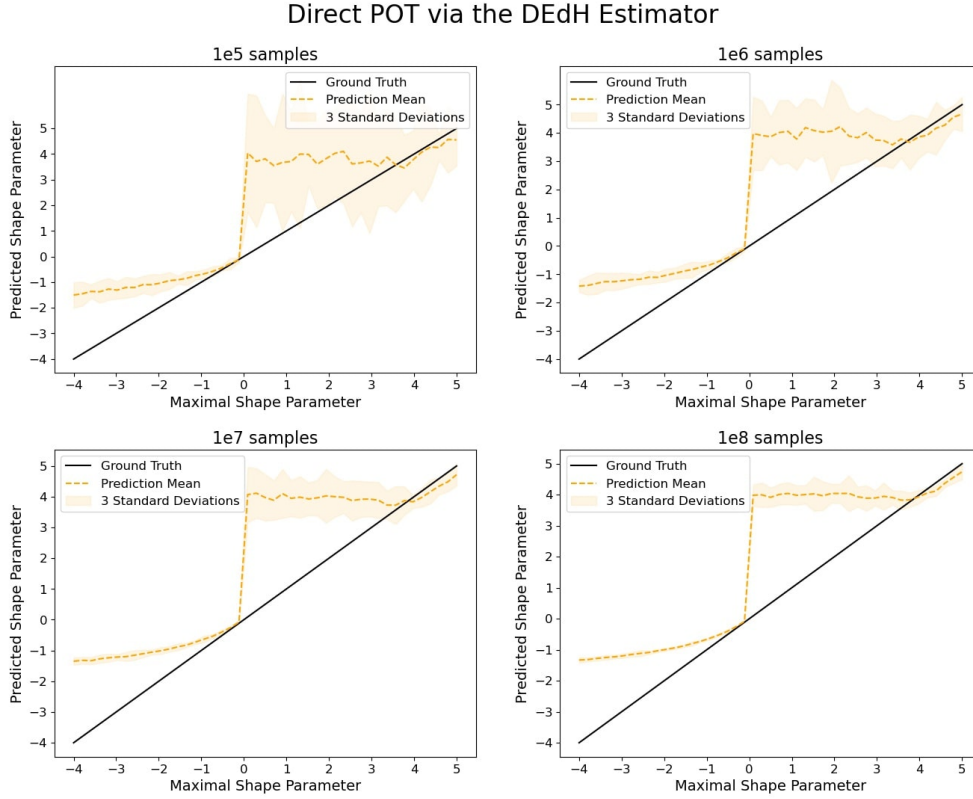 Direct POT via the DEdH Estimator
1e5 samples
Ground Truth
Prediction Mean
3 Standard Deviations
5
4
3
2
1
0
−1
−2
−3
−4
Predicted Shape Parameter
−4 −3 −2 −1 0 1 2 3 4 5
Maximal Shape Parameter
1e6 samples
Ground Truth
Prediction Mean
3 Standard Deviations
5
4
3
2
1
0
−1
−2
−3
−4
Predicted Shape Parameter
−4 −3 −2 −1 0 1 2 3 4 5
Maximal Shape Parameter
1e7 samples
Ground Truth
Prediction Mean
3 Standard Deviations
5
4
3
2
1
0
−1
−2
−3
−4
Predicted Shape Parameter
−4 −3 −2 −1 0 1 2 3 4 5
Maximal Shape Parameter
1e8 samples
Ground Truth
Prediction Mean
3 Standard Deviations
5
4
3
2
1
0
−1
−2
−3
−4
Predicted Shape Parameter
−4 −3 −2 −1 0 1 2 3 4 5
Maximal Shape Parameter